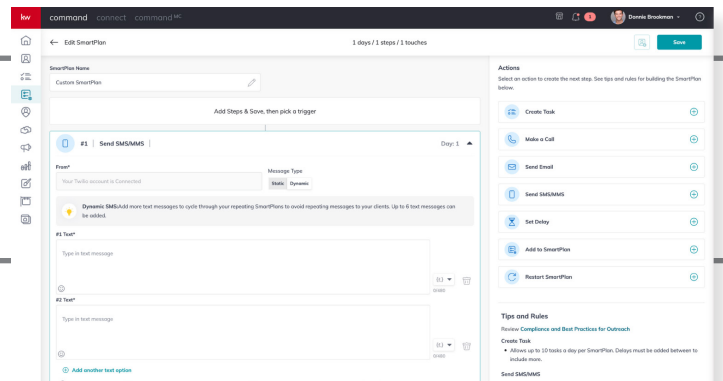 kw command connect command MC 1 Donnie Brookman
Edit SmartPlan 1 days / 1 steps / 1 touches Save
SmartPlan Name
Custom SmartPlan
Add Steps & Save, then pick a trigger
#1 | Send SMS/MMS | Day: 1
From*
Your Twilio account is Connected
Message Type
Static Dynamic
Dynamic SMS:Add more text messages to cycle through your repeating SmartPlans to avoid repeating messages to your clients. Up to 6 text messages can
be added.
#1 Text*
Type in text message
{(.)
0/480
#2 Text*
Type in text message
{(.)
Add another text option
Actions
Select an action to create the next step. See tips and rules for building the SmartPlan
below.
Create Task
Make a Call
Send Email
Send SMS/MMS
Set Delay
Add to SmartPlan
Restart SmartPlan
Tips and Rules
Review Compliance and Best Practices for Outreach
Create Task
• Allows up to 10 tasks a day per SmartPlan. Delays must be added between to
include more.
Send SMS/MMS